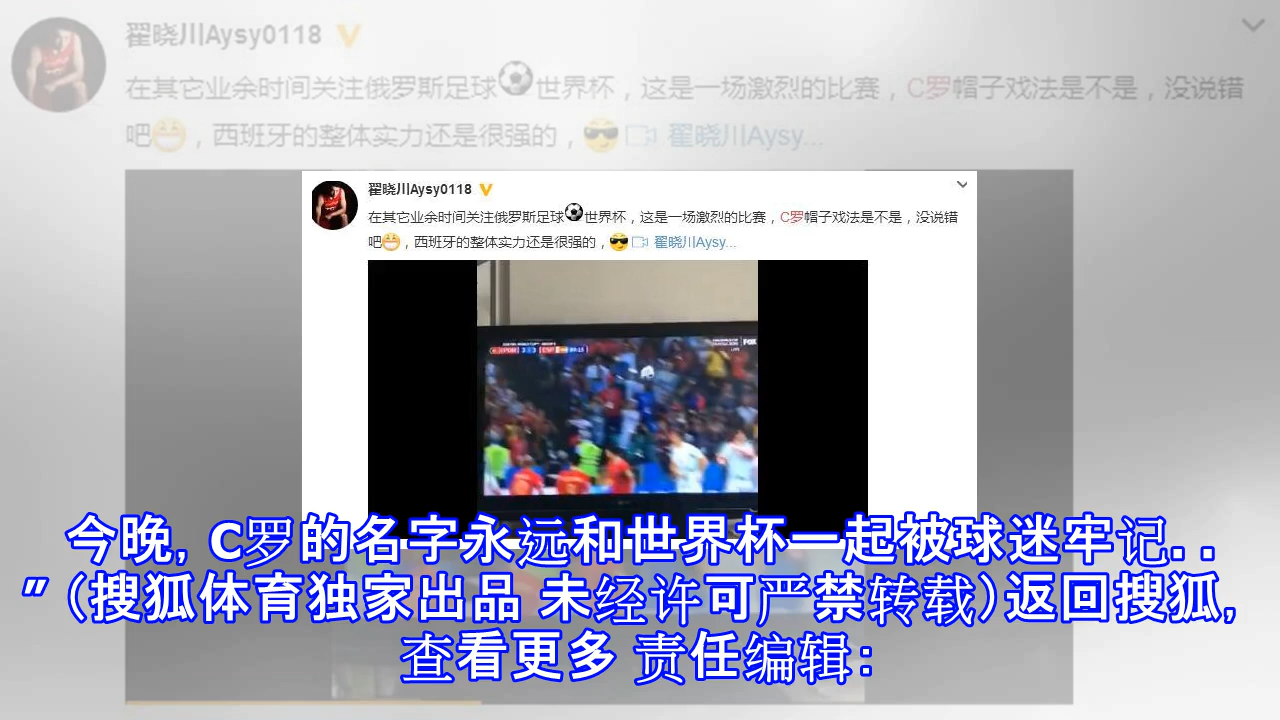 翟晓川Aysy0118
在其它业余时间关注俄罗斯足球⚽世界杯，这是一场激烈的比赛，C罗帽子戏法是不是，没说错
吧😁，西班牙的整体实力还是很强的，😎 翟晓川Aysy...
翟晓川Aysy0118
在其它业余时间关注俄罗斯足球⚽世界杯，这是一场激烈的比赛，C罗帽子戏法是不是，没说错
吧😁，西班牙的整体实力还是很强的，😎 翟晓川Aysy...
POR 3 3 ESP
FOX
今晚, C罗的名字永远和世界杯一起被球迷牢记..
”(搜狐体育独家出品 未经许可严禁转载)返回搜狐,
查看更多 责任编辑: